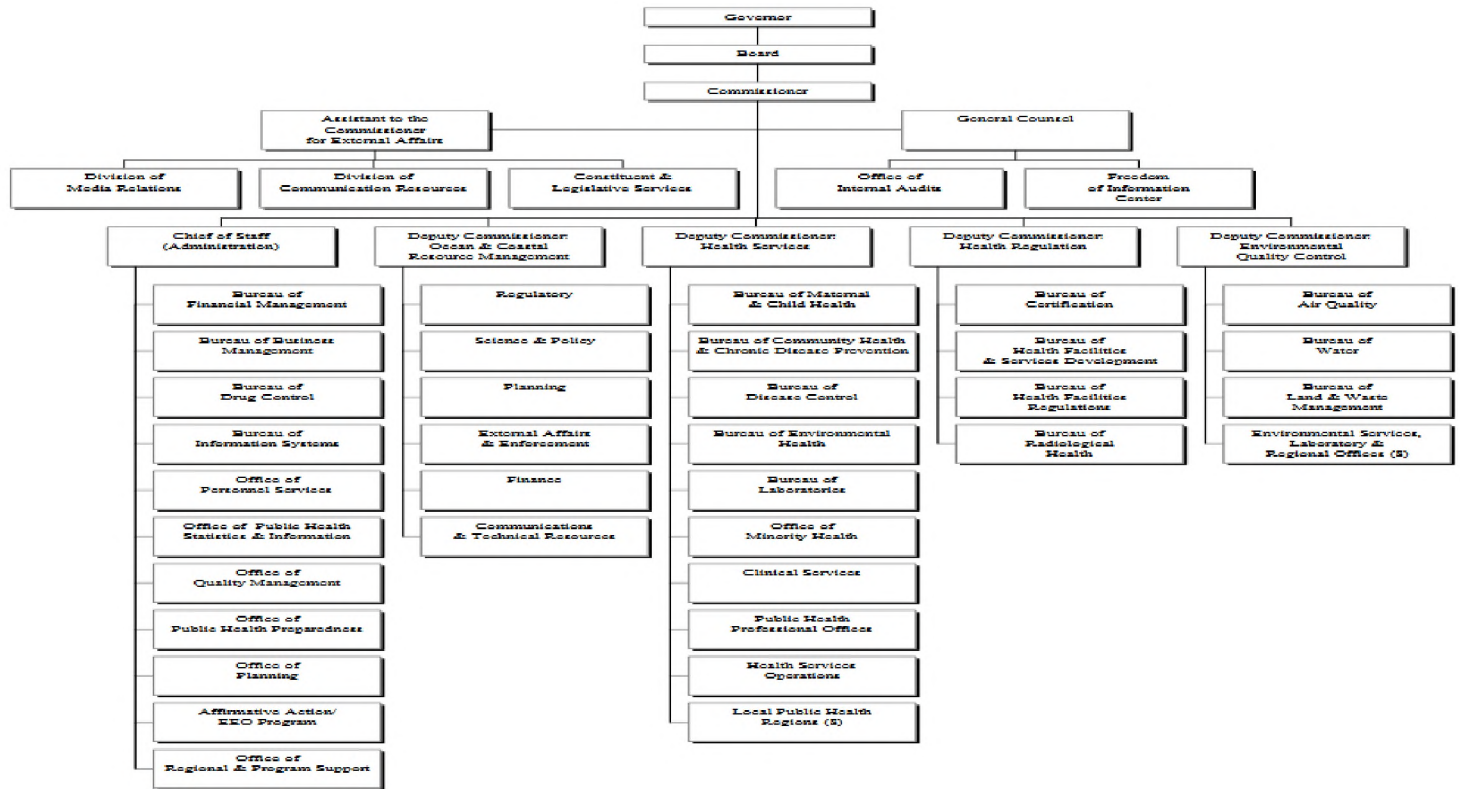 Governor
Board
Commissioner
Assistant to the
Commissioner
for External Affairs
General Counsel
Division of
Media Relations
Division of
Communication Resources
Constituent &
Legislative Services
Office of
Internal Audits
Freedom
of Information
Center
Chief of Staff
(Administration)
Deputy Commissioner:
Ocean & Coastal
Resource Management
Deputy Commissioner:
Health Services
Deputy Commissioner:
Health Regulation
Deputy Commissioner:
Environmental
Quality Control
Bureau of
Financial Management
Bureau of Business
Management
Bureau of
Drug Control
Bureau of
Information Systems
Office of
Personnel Services
Office of Public Health
Statistics & Information
Office of
Quality Management
Office of
Public Health Preparedness
Office of
Planning
Affirmative Action/
EEO Program
Office of
Regional & Program Support
Regulatory
Science & Policy
Planning
External Affairs
& Enforcement
Finance
Communications
& Technical Resources
Bureau of Maternal
& Child Health
Bureau of Community Health
& Chronic Disease Prevention
Bureau of
Disease Control
Bureau of Environmental
Health
Bureau of
Laboratories
Office of
Minority Health
Clinical Services
Public Health
Professional Offices
Health Services
Operations
Local Public Health
Regions (8)
Bureau of
Certification
Bureau of
Health Facilities
& Services Development
Bureau of
Health Facilities
Regulations
Bureau of
Radiological
Health
Bureau of
Air Quality
Bureau of
Water
Bureau of
Land & Waste
Management
Environmental Services,
Laboratory &
Regional Offices (8)